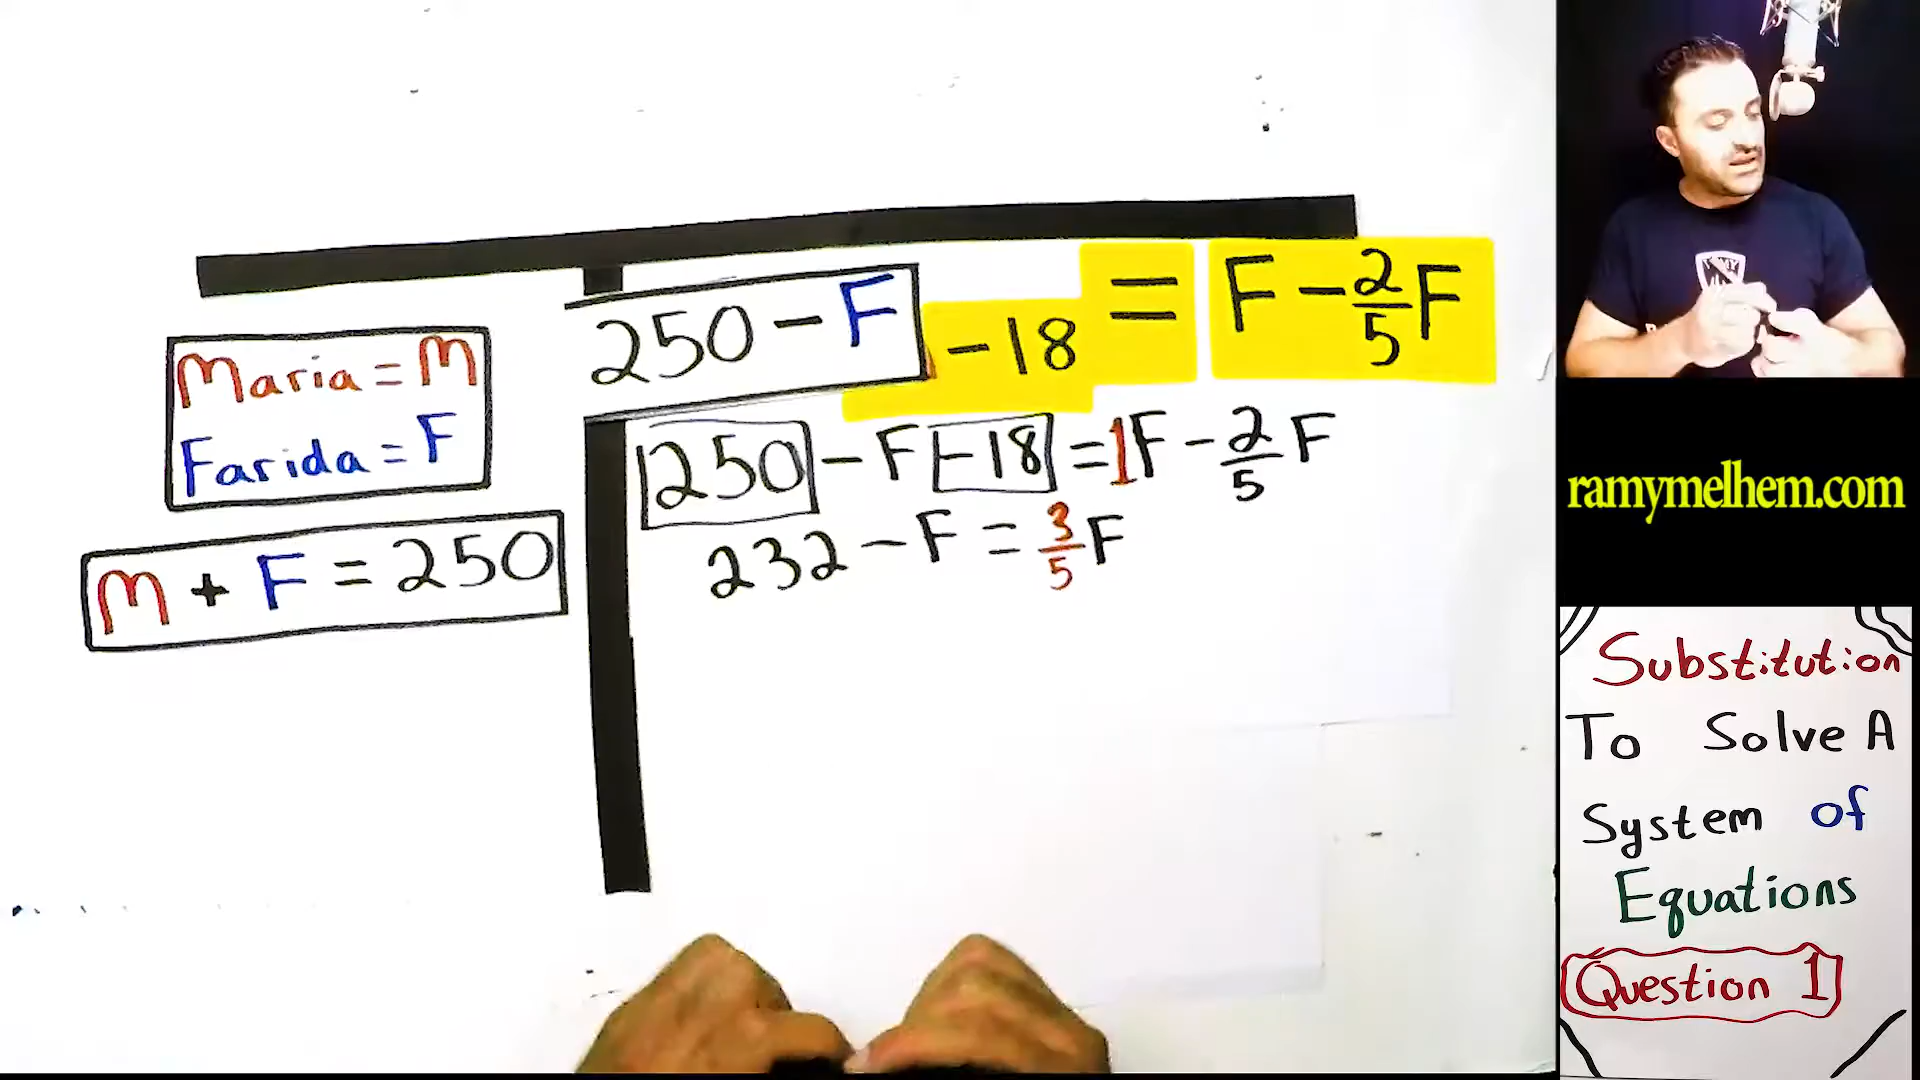 250 - F - 18 = F - 2/5 F
Maria = M
Farida = F
250 - F - 18 = 1F - 2/5 F
M + F = 250
232 - F = 3/5 F
ramymelhem.com
Substitution
To Solve A
System of
Equations
Question 1